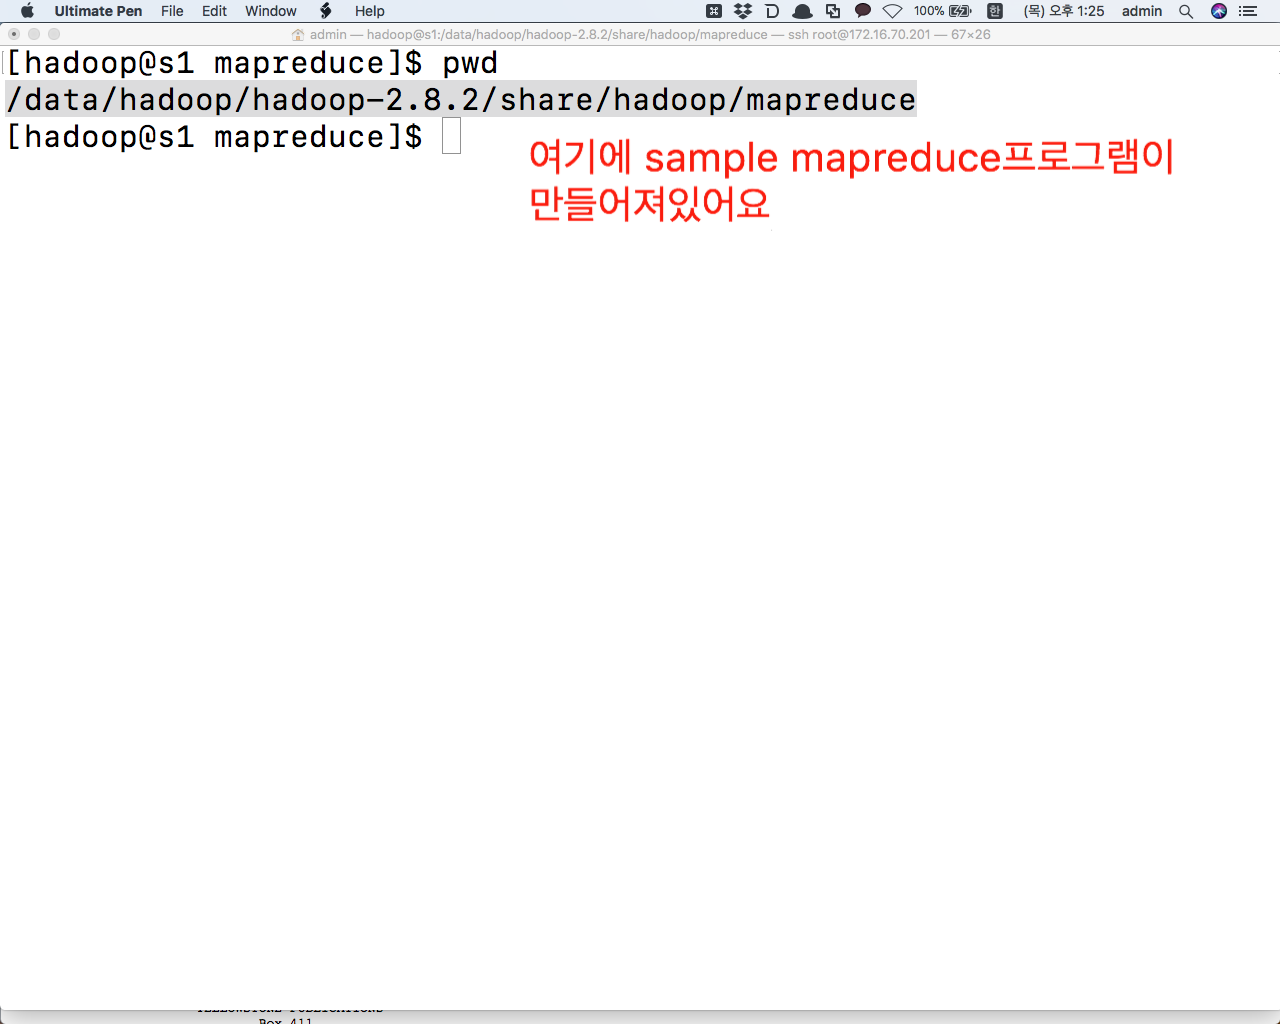 Ultimate Pen File Edit Window Help 100% 한 (목) 오후 1:25 admin
admin — hadoop@s1:/data/hadoop/hadoop-2.8.2/share/hadoop/mapreduce — ssh root@172.16.70.201 — 67×26
[hadoop@s1 mapreduce]$ pwd
/data/hadoop/hadoop-2.8.2/share/hadoop/mapreduce
[hadoop@s1 mapreduce]$
여기에 sample mapreduce프로그램이
만들어져있어요
Box 411